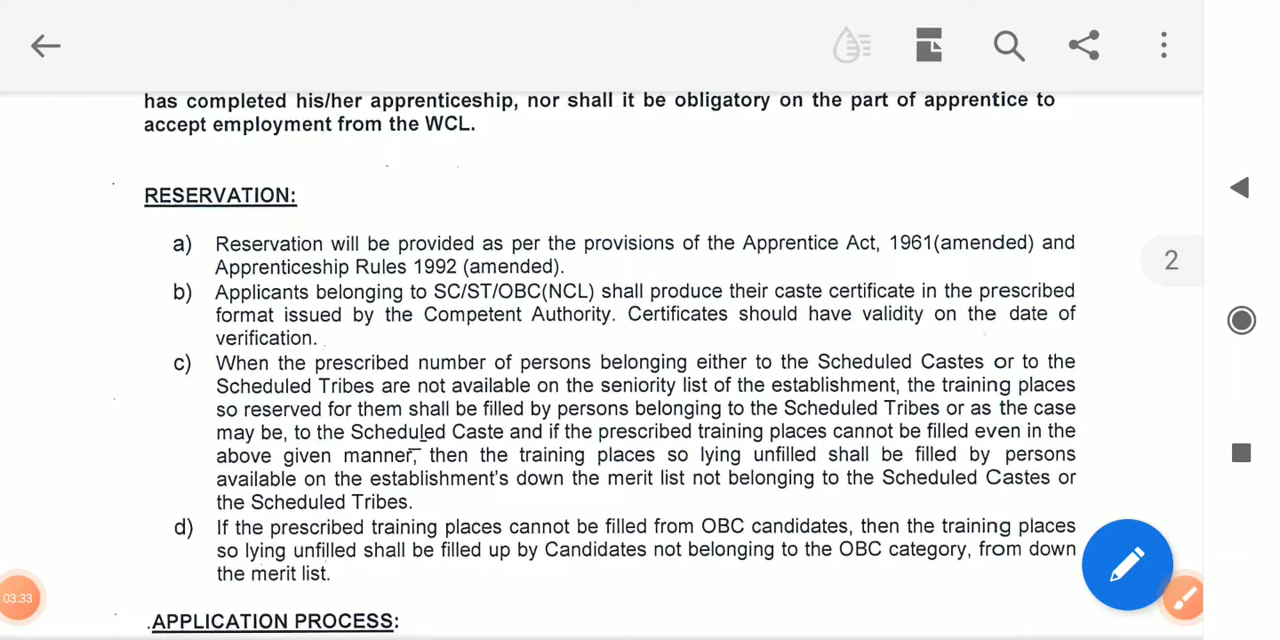 has completed his/her apprenticeship, nor shall it be obligatory on the part of apprentice to
accept employment from the WCL.
RESERVATION:
2
a) Reservation will be provided as per the provisions of the Apprentice Act, 1961(amended) and
Apprenticeship Rules 1992 (amended).
b) Applicants belonging to SC/ST/OBC(NCL) shall produce their caste certificate in the prescribed
format issued by the Competent Authority. Certificates should have validity on the date of
verification.
c) When the prescribed number of persons belonging either to the Scheduled Castes or to the
Scheduled Tribes are not available on the seniority list of the establishment, the training places
so reserved for them shall be filled by persons belonging to the Scheduled Tribes or as the case
may be, to the Scheduled Caste and if the prescribed training places cannot be filled even in the
above given manner, then the training places so lying unfilled shall be filled by persons
available on the establishment's down the merit list not belonging to the Scheduled Castes or
the Scheduled Tribes.
d) If the prescribed training places cannot be filled from OBC candidates, then the training places
so lying unfilled shall be filled up by Candidates not belonging to the OBC category, from down
the merit list.
03:33
.APPLICATION PROCESS: